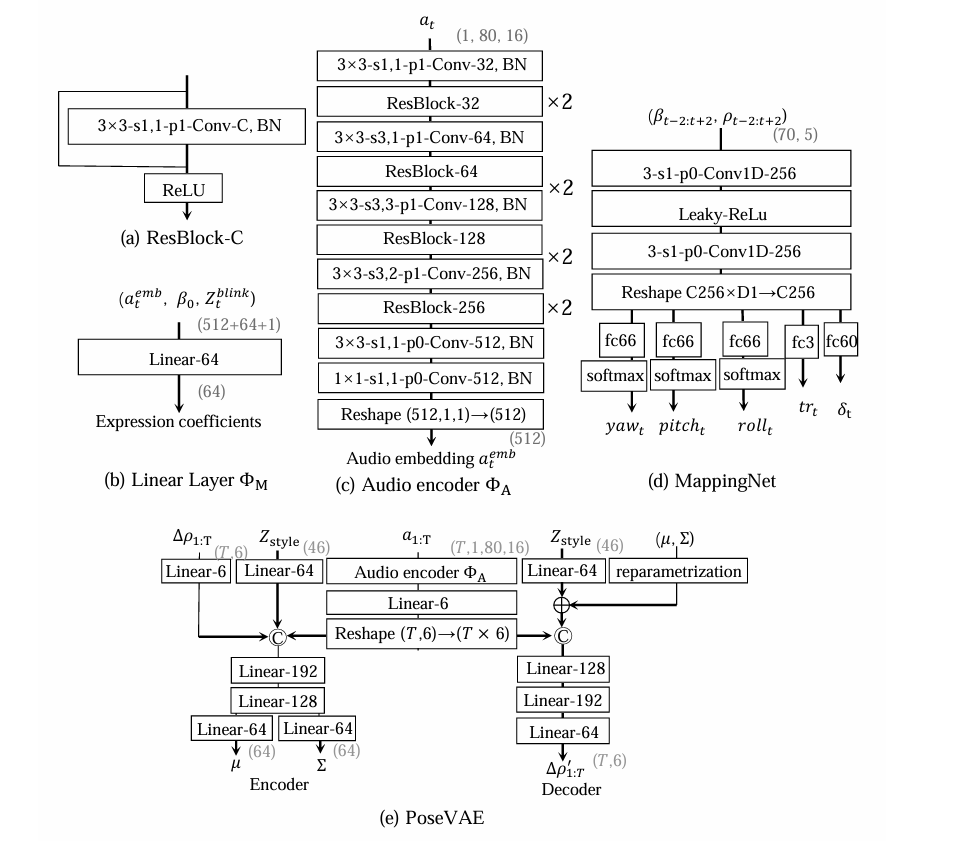 3×3-s1,1-p1-Conv-C, BN
ReLU
(a) ResBlock-C
(a_t^{emb}, β_0, Z_t^{blink})
(512+64+1)
Linear-64
(64)
Expression coefficients
(b) Linear Layer Φ_M
a_t
(1, 80, 16)
3×3-s1,1-p1-Conv-32, BN
ResBlock-32
×2
3×3-s3,1-p1-Conv-64, BN
ResBlock-64
×2
3×3-s3,3-p1-Conv-128, BN
ResBlock-128
×2
3×3-s3,2-p1-Conv-256, BN
ResBlock-256
×2
3×3-s1,1-p0-Conv-512, BN
1×1-s1,1-p0-Conv-512, BN
Reshape (512,1,1)→(512)
(512)
Audio embedding a_t^{emb}
(c) Audio encoder Φ_A
(β_{t−2:t+2}, ρ_{t−2:t+2})
(70, 5)
3-s1-p0-Conv1D-256
Leaky-ReLu
3-s1-p0-Conv1D-256
Reshape C256×D1→C256
fc66 fc66 fc66 fc3 fc60
softmax softmax softmax
yaw_t pitch_t roll_t tr_t δ_t
(d) MappingNet
Δρ_{1:T} Z_style a_{1:T} Z_style (μ, Σ)
(T,6) (46) (T,1,80,16) (46)
Linear-6 Linear-64 Audio encoder Φ_A Linear-64 reparametrization
Linear-6
C Reshape (T,6)→(T × 6) C
Linear-192 Linear-128
Linear-128 Linear-192
Linear-64 Linear-64 Linear-64
(64) (64) (T,6)
μ Σ Δρ′_{1:T}
Encoder Decoder
(e) PoseVAE